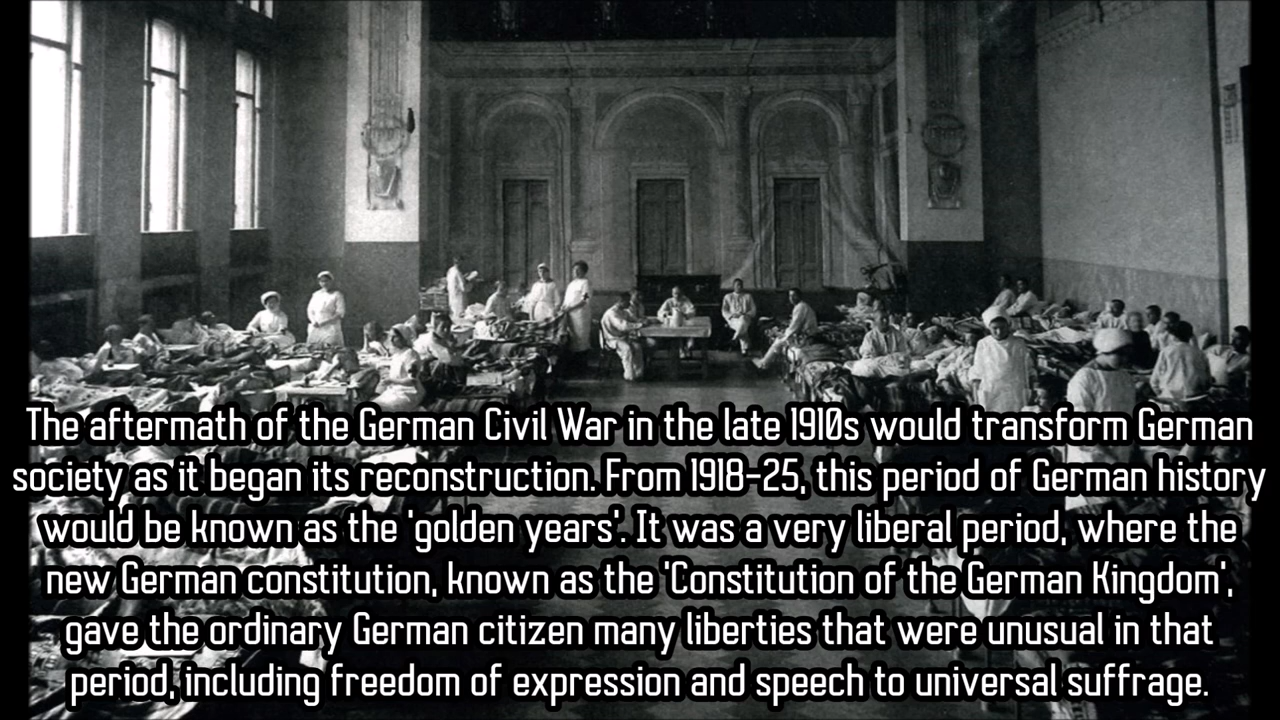 The aftermath of the German Civil War in the late 1910s would transform German
society as it began its reconstruction. From 1918-25, this period of German history
would be known as the 'golden years'. It was a very liberal period, where the
new German constitution, known as the 'Constitution of the German Kingdom',
gave the ordinary German citizen many liberties that were unusual in that
period, including freedom of expression and speech to universal suffrage.